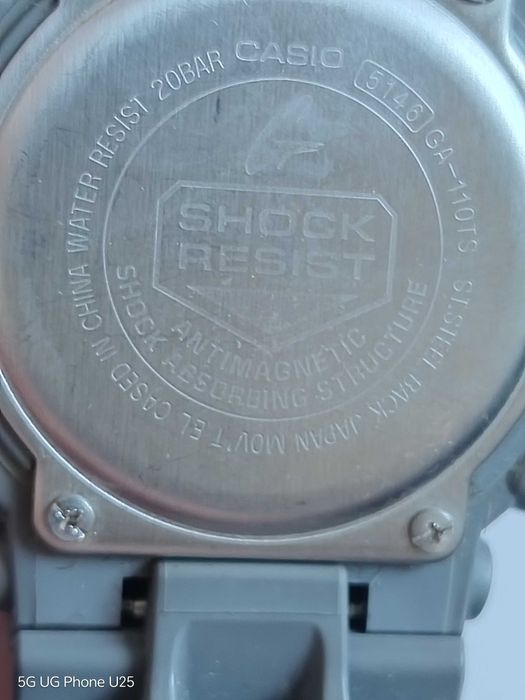 CASIO 5146 GA-110TS ST.STEEL BACK JAPAN MOV'T EL CASED IN CHINA WATER RESIST 20BAR
G
SHOCK
RESIST
ANTIMAGNETIC
SHOCK ABSORBING STRUCTURE
5G UG Phone U25